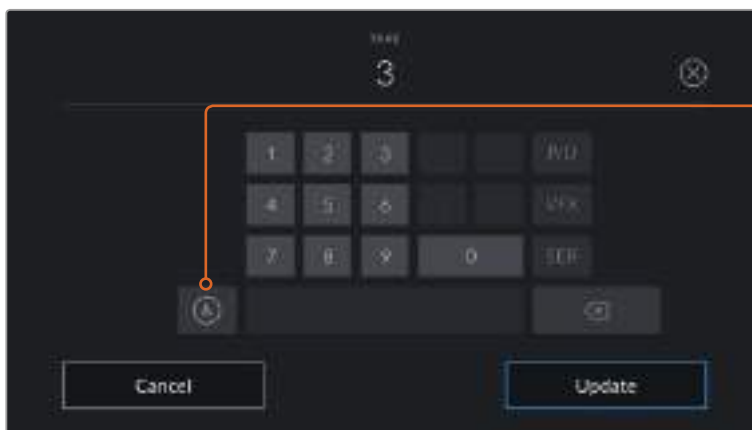 TAKE
3
1 2 3 P/U
4 5 6 VFX
7 8 9 0 SER
A
Cancel Update